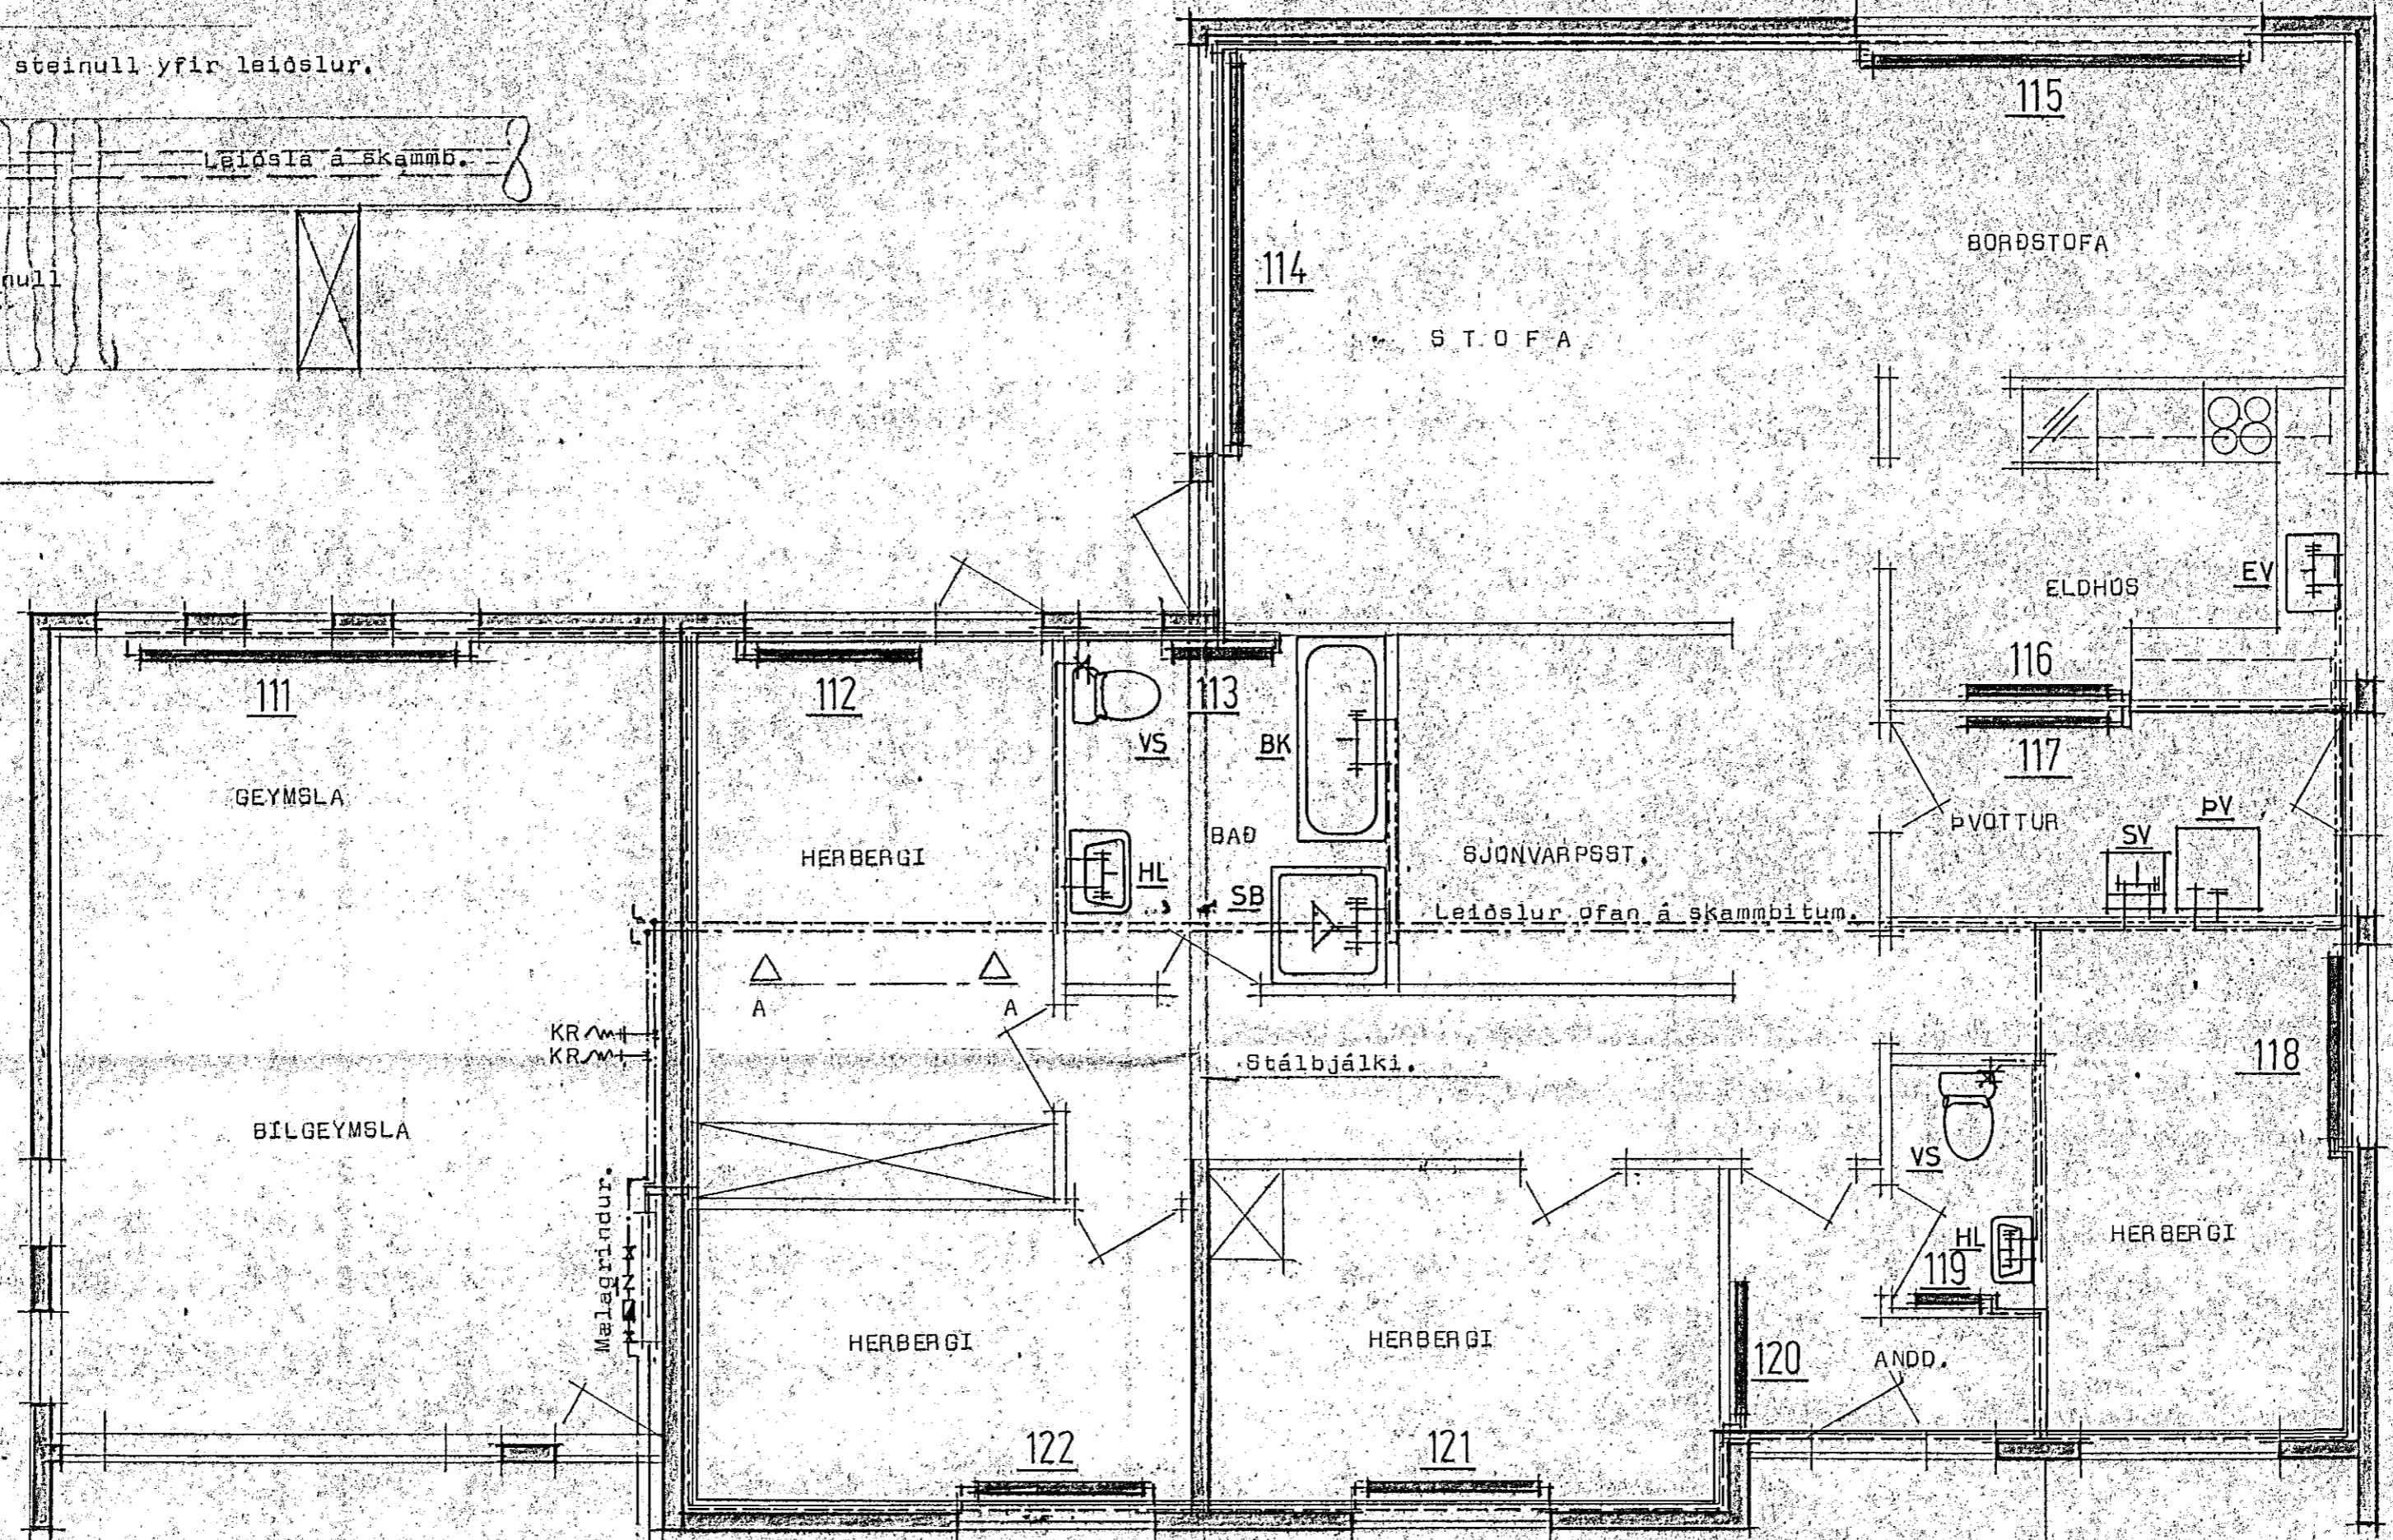 steinull yfir leiðslur.
Leiðsla á skammb.
null
115
BORÐSTOFA
114
S T O F A
EV
ELDHÚS
116
111
112
113
VS
BK
117
GEYMSLA
ÞV
ÞVOTTUR
SV
BAÐ
HERBERGI
SJÓNVARPSST.
HL
SB
Leiðslur ofan á skammbitum.
A
A
KR
KR
Stálbjálki.
118
BÍLGEYMSLA
VS
Mælagrindur.
HERBERGI
HL
119
HERBERGI
HERBERGI
120
ANDD.
122
121